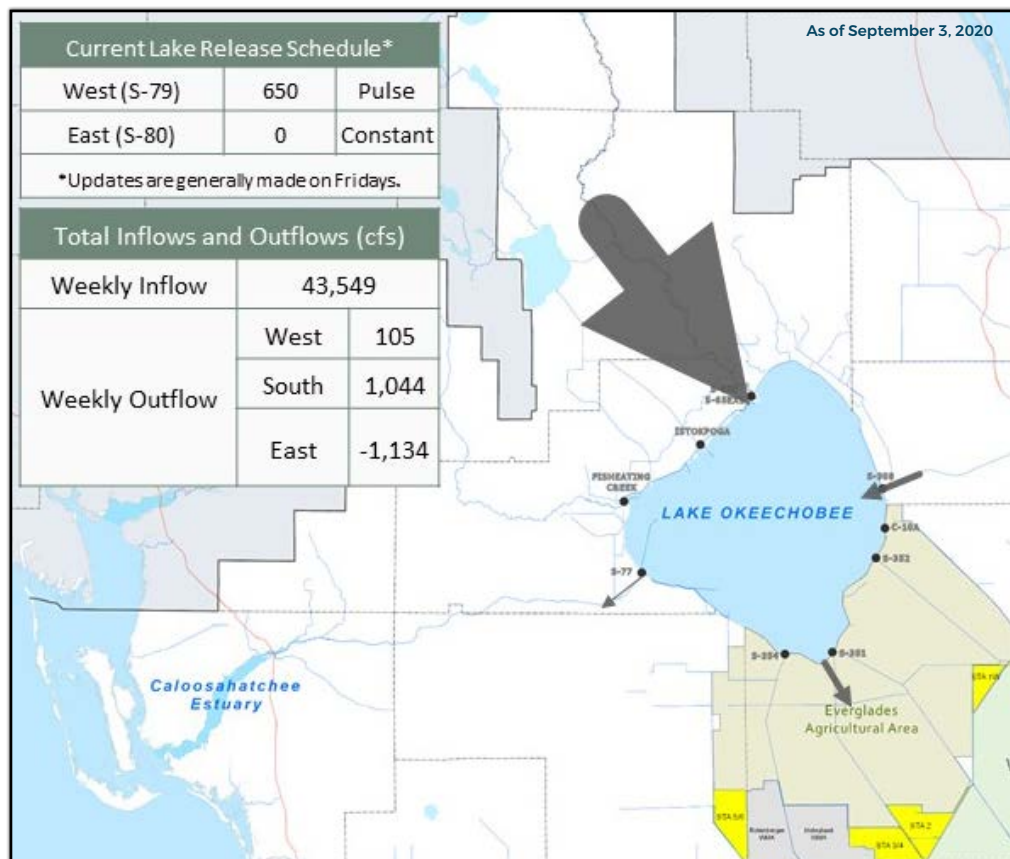 As of September 3, 2020
Current Lake Release Schedule*
West (S-79) 650 Pulse
East (S-80) 0 Constant
*Updates are generally made on Fridays.
Total Inflows and Outflows (cfs)
Weekly Inflow 43,549
Weekly Outflow
West 105
South 1,044
East -1,134
ISTOKPOGA
FISHEATING
CREEK
S-308
LAKE OKEECHOBEE
C-10A
S-352
S-77
S-354
S-351
Caloosahatchee
Estuary
Everglades
Agricultural Area
STA 5/6
STA 2
STA 3/4